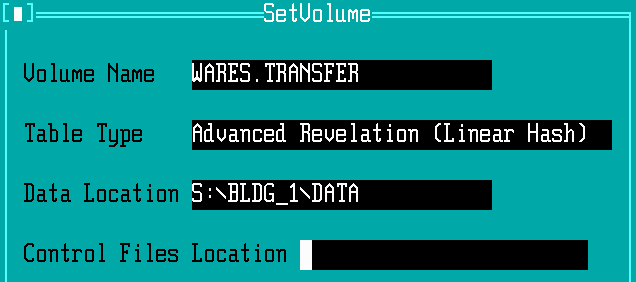 SetVolume
Volume Name WARES.TRANSFER
Table Type Advanced Revelation (Linear Hash)
Data Location S:\BLDG_1\DATA
Control Files Location